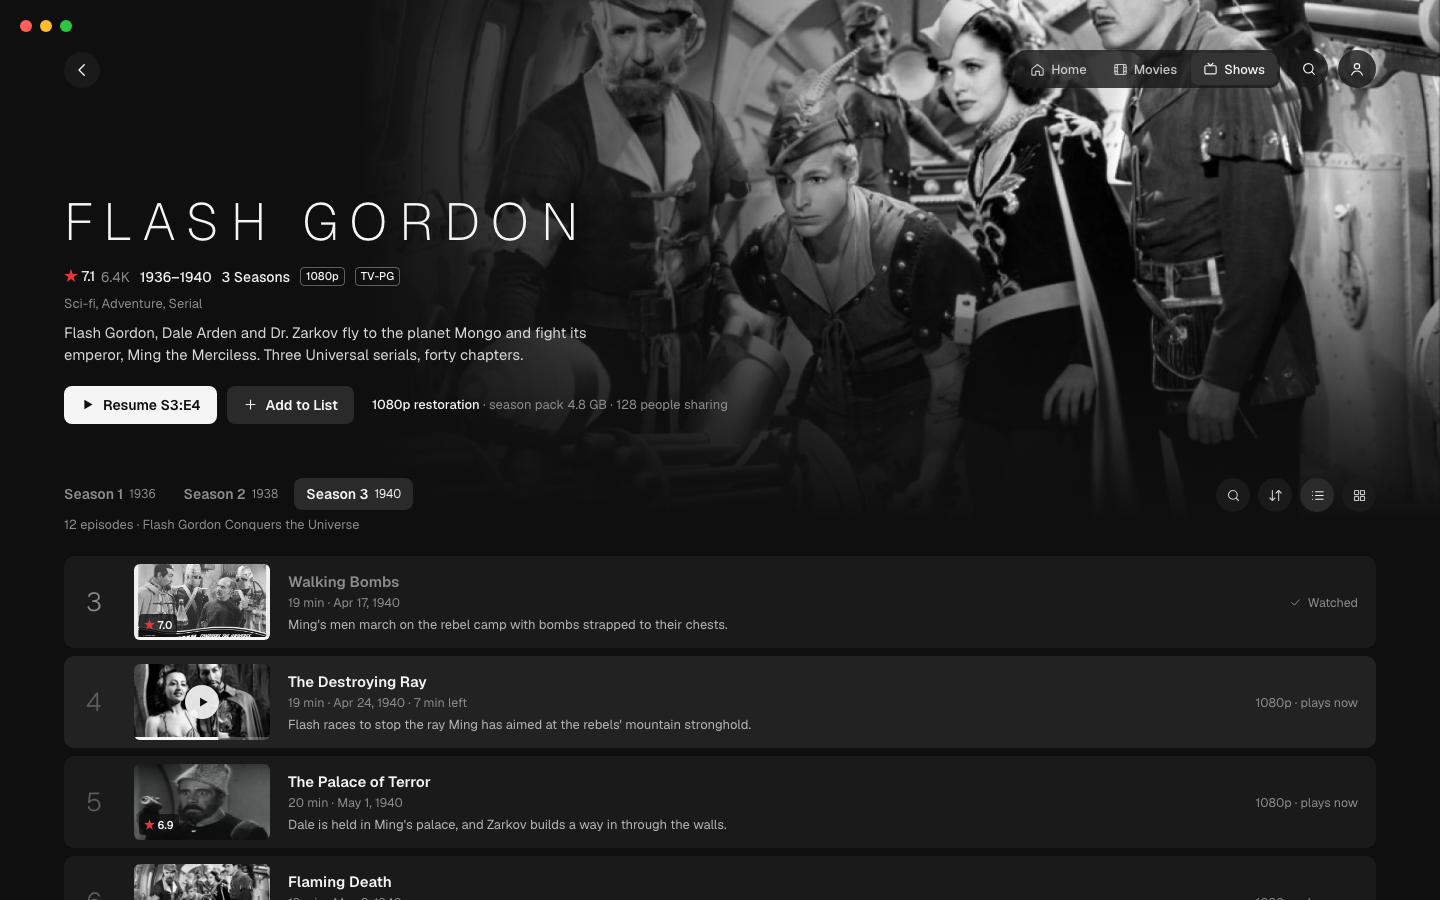 Home Movies Shows
FLASH GORDON
7.1 6.4K 1936–1940 3 Seasons 1080p TV-PG
Sci-fi, Adventure, Serial
Flash Gordon, Dale Arden and Dr. Zarkov fly to the planet Mongo and fight its
emperor, Ming the Merciless. Three Universal serials, forty chapters.
Resume S3:E4 Add to List 1080p restoration · season pack 4.8 GB · 128 people sharing
Season 1 1936 Season 2 1938 Season 3 1940
12 episodes · Flash Gordon Conquers the Universe
3
7.0
Walking Bombs
19 min · Apr 17, 1940
Ming's men march on the rebel camp with bombs strapped to their chests.
Watched
4
The Destroying Ray
19 min · Apr 24, 1940 · 7 min left
Flash races to stop the ray Ming has aimed at the rebels' mountain stronghold.
1080p · plays now
5
6.9
The Palace of Terror
20 min · May 1, 1940
Dale is held in Ming's palace, and Zarkov builds a way in through the walls.
1080p · plays now
6
Flaming Death